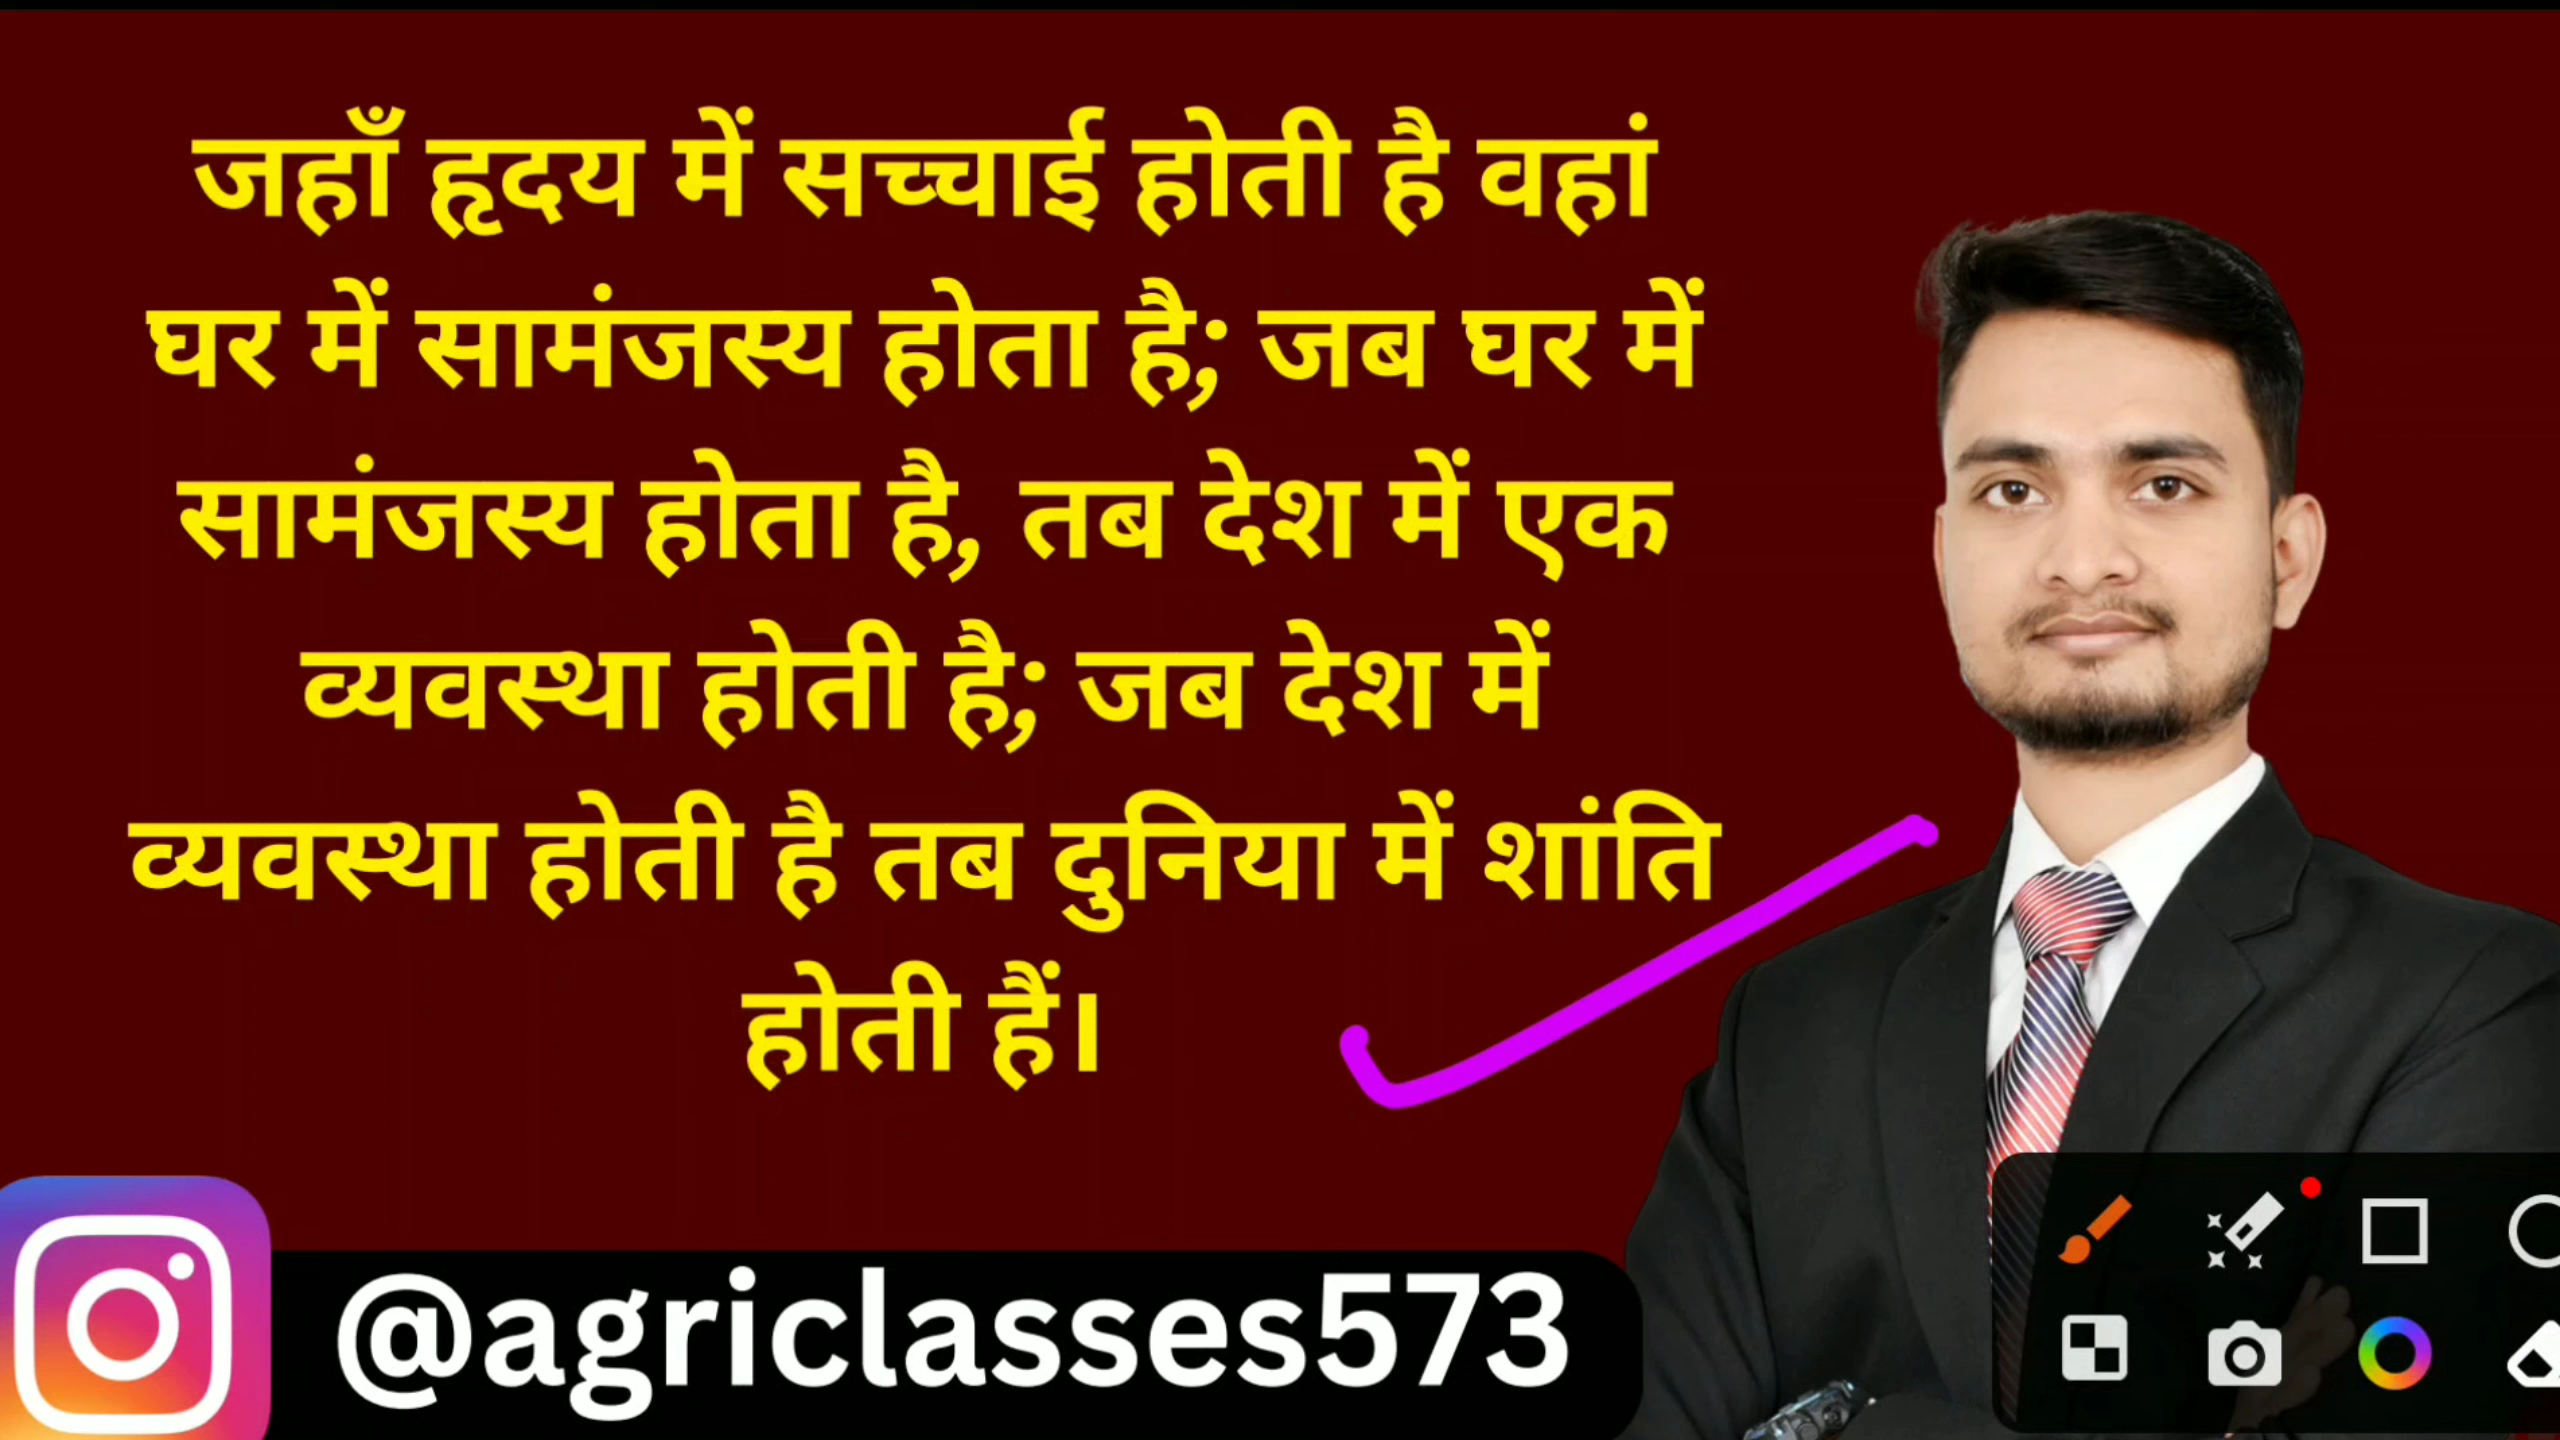 जहाँ हृदय में सच्चाई होती है वहां
घर में सामंजस्य होता है; जब घर में
सामंजस्य होता है, तब देश में एक
व्यवस्था होती है; जब देश में
व्यवस्था होती है तब दुनिया में शांति
होती हैं।
@agriclasses573